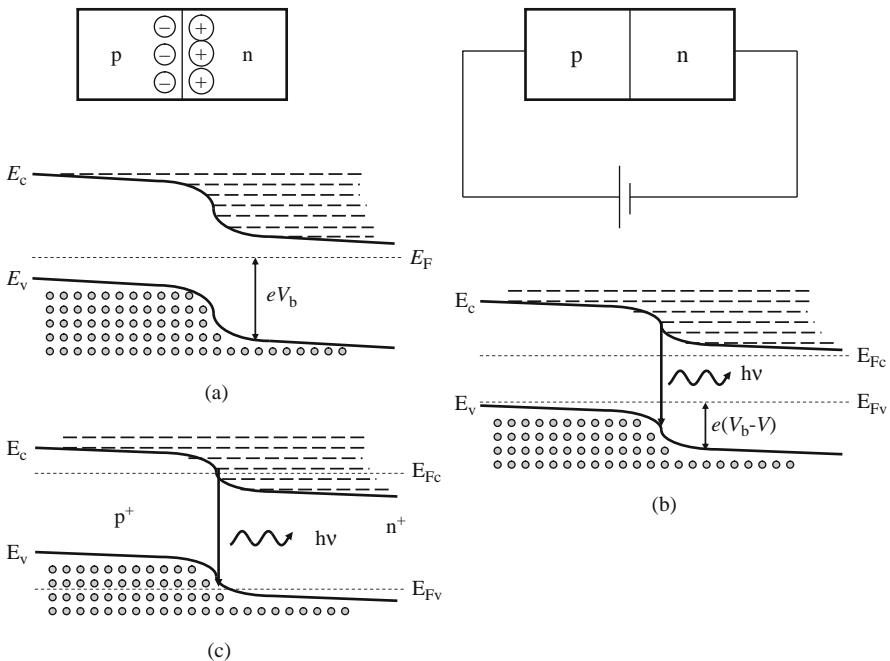 p − + n
− +
− +
E_c
E_F
E_v
eV_b
(a)
p n
E_c
E_Fc
hν
E_v
E_Fv
e(V_b-V)
(b)
E_c
E_Fc
p⁺ n⁺
hν
E_v
E_Fv
(c)